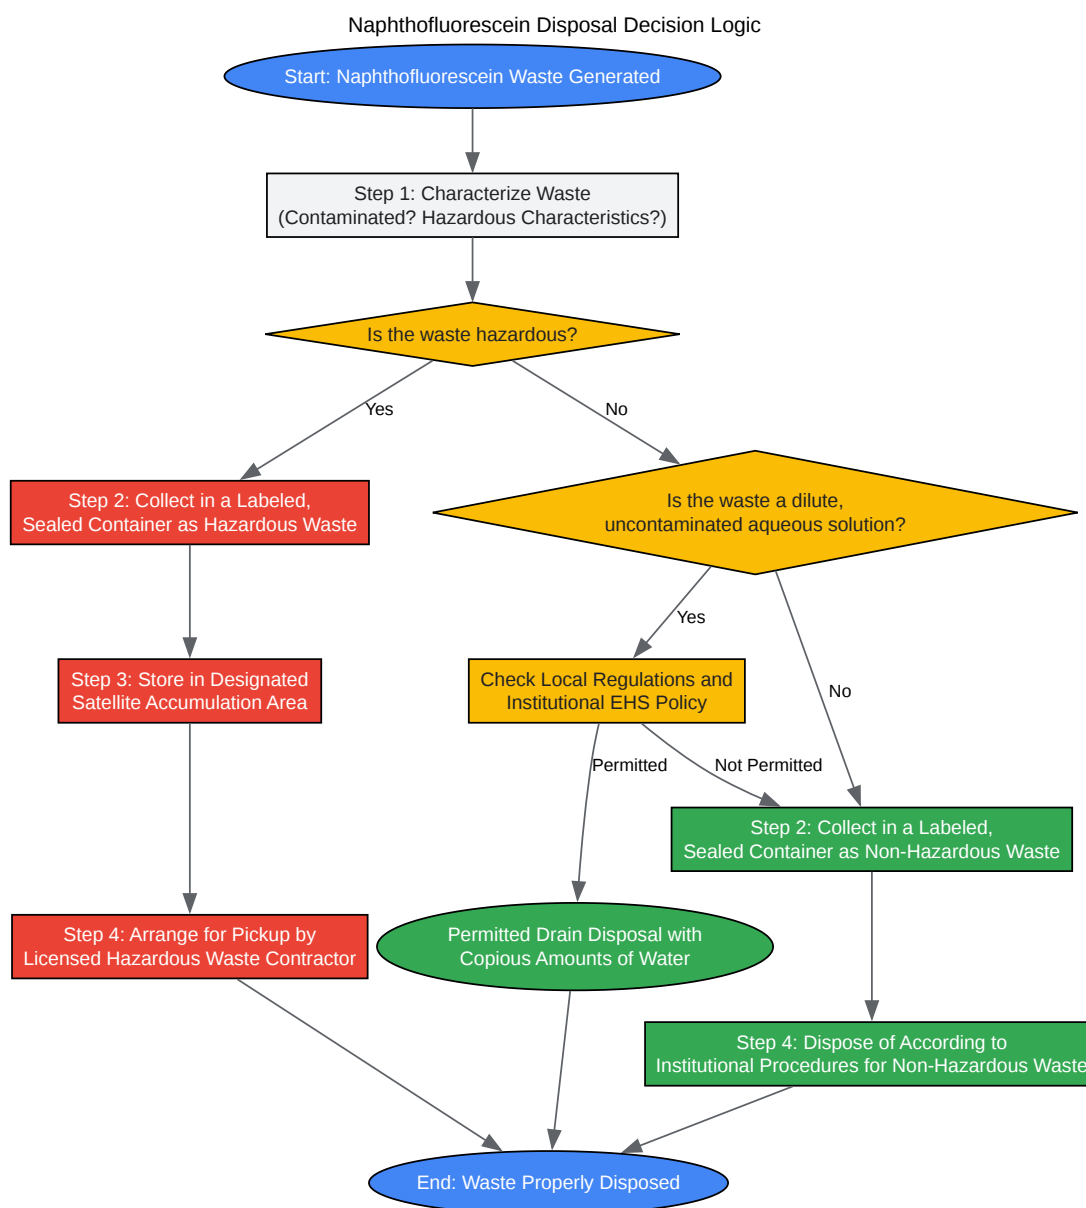 Naphthofluorescein Disposal Decision Logic
Start: Naphthofluorescein Waste Generated
Step 1: Characterize Waste
(Contaminated? Hazardous Characteristics?)
Is the waste hazardous?
Yes
No
Step 2: Collect in a Labeled,
Sealed Container as Hazardous Waste
Is the waste a dilute,
uncontaminated aqueous solution?
Yes
No
Step 3: Store in Designated
Satellite Accumulation Area
Check Local Regulations and
Institutional EHS Policy
Permitted
Not Permitted
Step 2: Collect in a Labeled,
Sealed Container as Non-Hazardous Waste
Step 4: Arrange for Pickup by
Licensed Hazardous Waste Contractor
Permitted Drain Disposal with
Copious Amounts of Water
Step 4: Dispose of According to
Institutional Procedures for Non-Hazardous Waste
End: Waste Properly Disposed